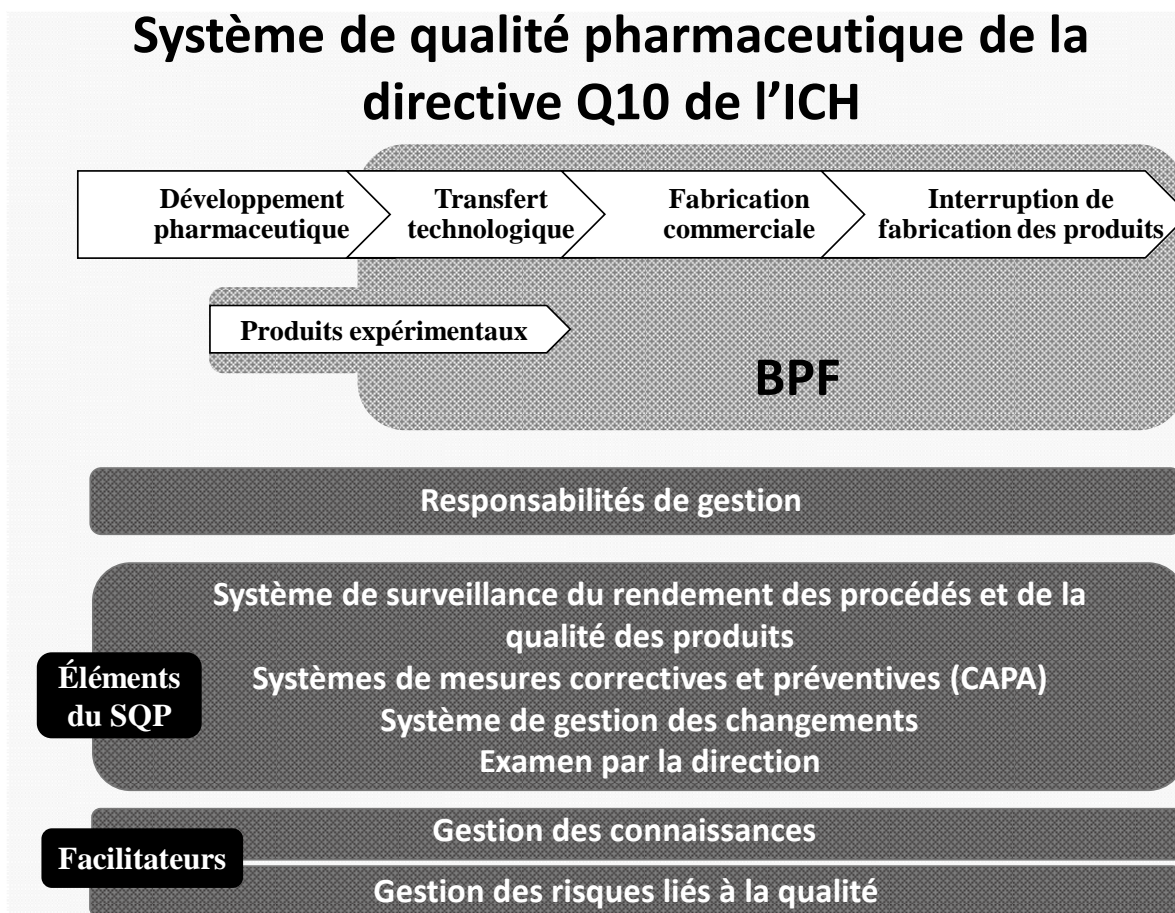 Système de qualité pharmaceutique de la
directive Q10 de l’ICH
Développement
pharmaceutique
Transfert
technologique
Fabrication
commerciale
Interruption de
fabrication des produits
Produits expérimentaux
BPF
Responsabilités de gestion
Éléments
du SQP
Système de surveillance du rendement des procédés et de la
qualité des produits
Systèmes de mesures correctives et préventives (CAPA)
Système de gestion des changements
Examen par la direction
Facilitateurs
Gestion des connaissances
Gestion des risques liés à la qualité